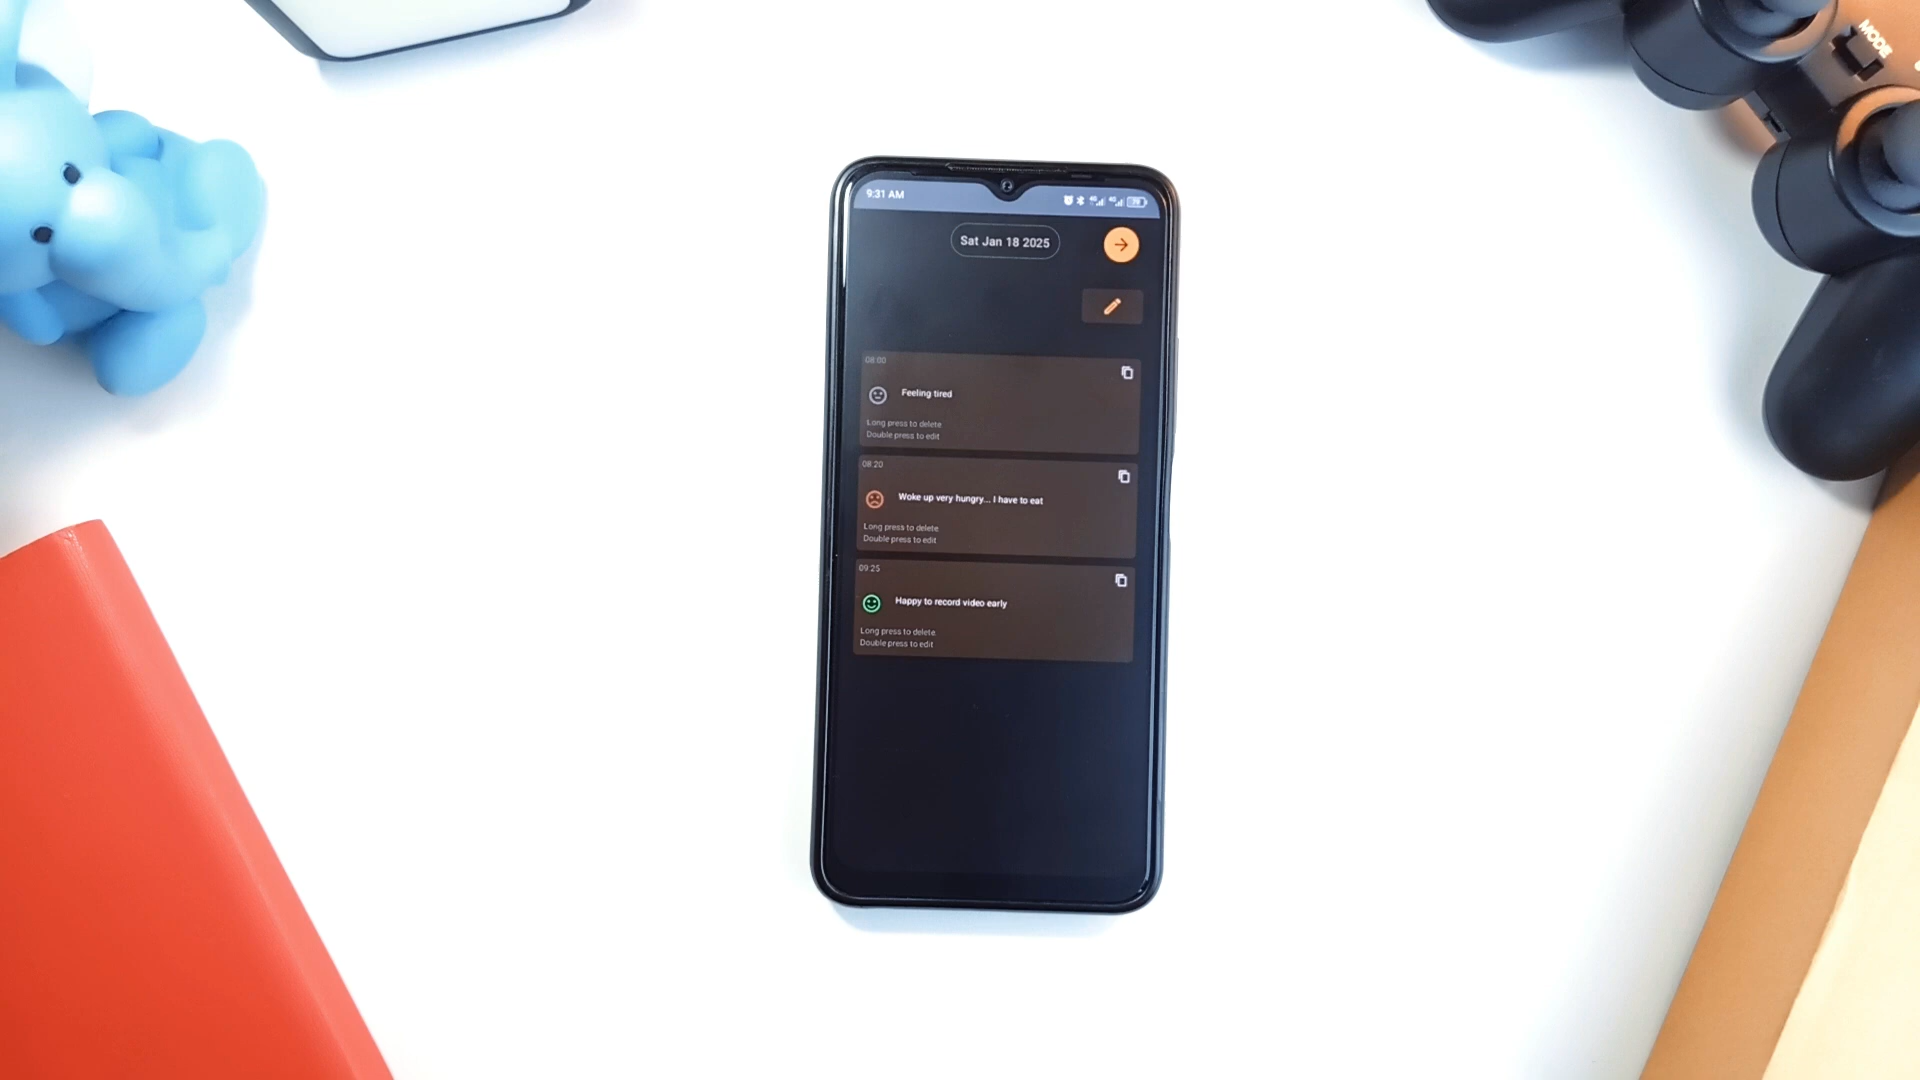 MODE
9:31 AM
Sat Jan 18 2025
08:00
Feeling tired
Long press to delete
Double press to edit
08:20
Woke up very hungry... I have to eat
Long press to delete
Double press to edit
09:25
Happy to record video early
Long press to delete
Double press to edit